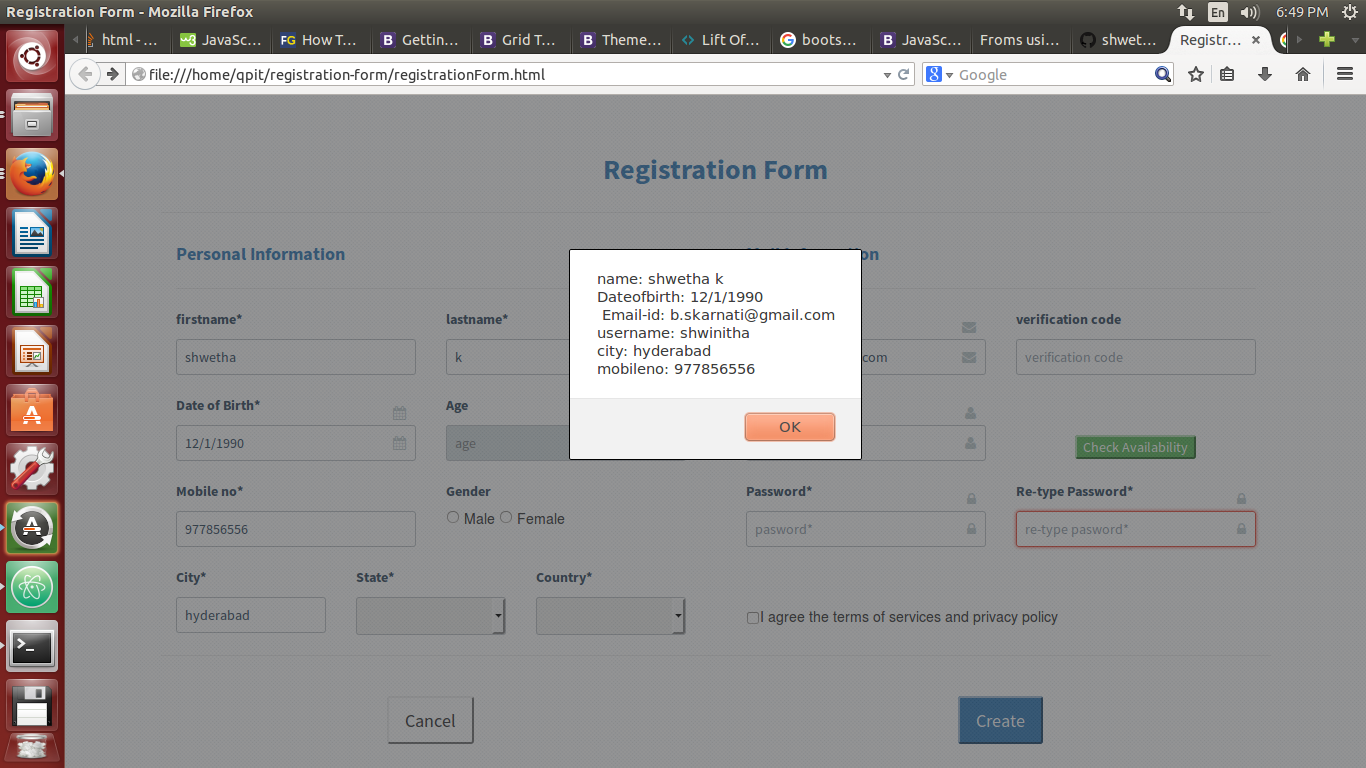 Registration Form - Mozilla Firefox
En
6:49 PM
html - ...
JavaSc...
How T...
Gettin...
Grid T...
Theme...
Lift Of...
boots...
JavaSc...
Froms usi...
shwet...
Registr...
file:///home/qpit/registration-form/registrationForm.html
Google
Registration Form
Personal Information
name: shwetha k
Dateofbirth: 12/1/1990
Email-id: b.skarnati@gmail.com
username: shwinitha
city: hyderabad
mobileno: 977856556
OK
firstname*
lastname*
verification code
shwetha
k
com
verification code
Date of Birth*
Age
12/1/1990
age
Check Availability
Mobile no*
Gender
Password*
Re-type Password*
977856556
Male
Female
pasword*
re-type pasword*
City*
State*
Country*
hyderabad
I agree the terms of services and privacy policy
Cancel
Create